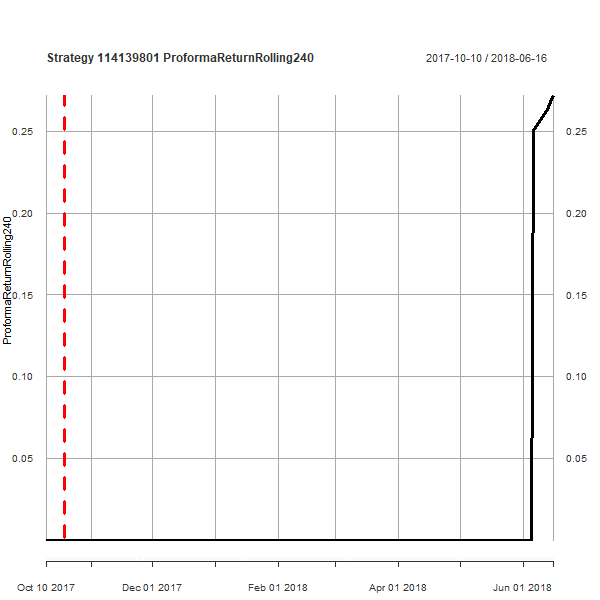 Strategy 114139801 ProformaReturnRolling240
2017-10-10 / 2018-06-16
ProformaReturnRolling240
0.25
0.25
0.20
0.20
0.15
0.15
0.10
0.10
0.05
0.05
Oct 10 2017
Dec 01 2017
Feb 01 2018
Apr 01 2018
Jun 01 2018